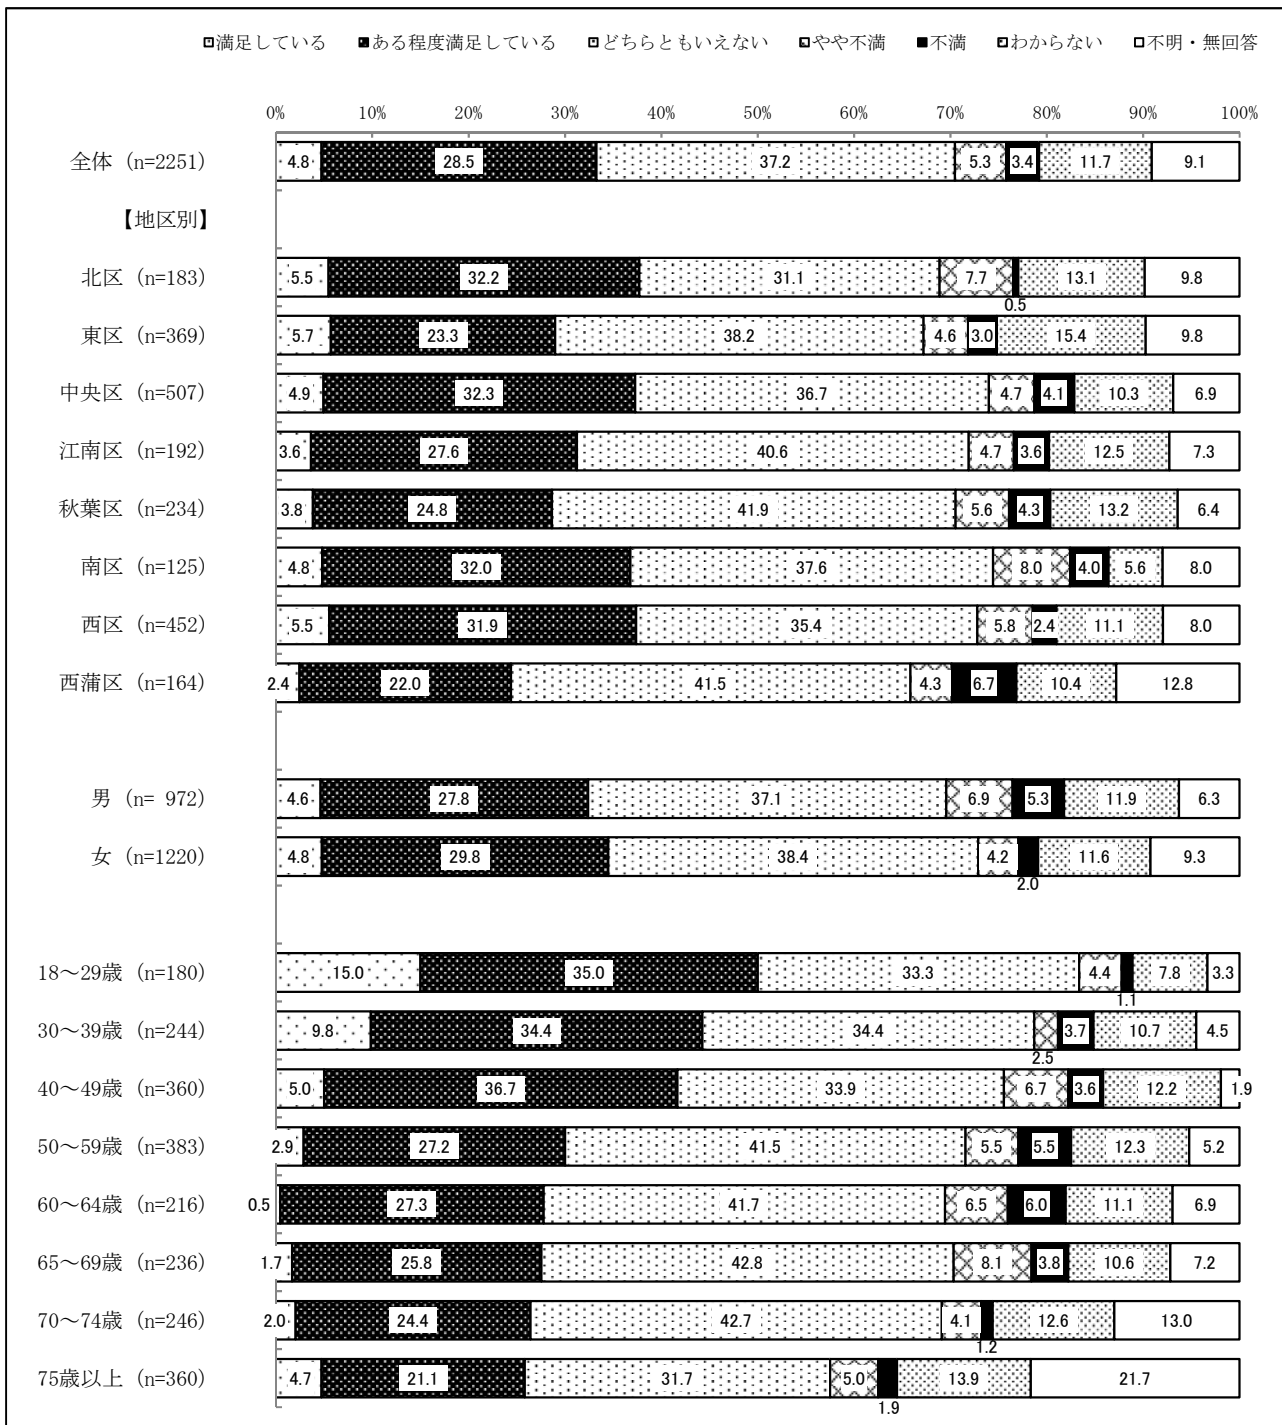 満足している ある程度満足している どちらともいえない やや不満 不満 わからない 不明・無回答
0% 10% 20% 30% 40% 50% 60% 70% 80% 90% 100%
全体 (n=2251) 4.8 28.5 37.2 5.3 3.4 11.7 9.1
【地区別】
北区 (n=183) 5.5 32.2 31.1 7.7 13.1 9.8
0.5
東区 (n=369) 5.7 23.3 38.2 4.6 3.0 15.4 9.8
中央区 (n=507) 4.9 32.3 36.7 4.7 4.1 10.3 6.9
江南区 (n=192) 3.6 27.6 40.6 4.7 3.6 12.5 7.3
秋葉区 (n=234) 3.8 24.8 41.9 5.6 4.3 13.2 6.4
南区 (n=125) 4.8 32.0 37.6 8.0 4.0 5.6 8.0
西区 (n=452) 5.5 31.9 35.4 5.8 2.4 11.1 8.0
西蒲区 (n=164) 2.4 22.0 41.5 4.3 6.7 10.4 12.8
男 (n= 972) 4.6 27.8 37.1 6.9 5.3 11.9 6.3
女 (n=1220) 4.8 29.8 38.4 4.2 11.6 9.3
2.0
18～29歳 (n=180) 15.0 35.0 33.3 4.4 7.8 3.3
1.1
30～39歳 (n=244) 9.8 34.4 34.4 3.7 10.7 4.5
2.5
40～49歳 (n=360) 5.0 36.7 33.9 6.7 3.6 12.2 1.9
50～59歳 (n=383) 2.9 27.2 41.5 5.5 5.5 12.3 5.2
60～64歳 (n=216) 0.5 27.3 41.7 6.5 6.0 11.1 6.9
65～69歳 (n=236) 1.7 25.8 42.8 8.1 3.8 10.6 7.2
70～74歳 (n=246) 2.0 24.4 42.7 4.1 12.6 13.0
1.2
75歳以上 (n=360) 4.7 21.1 31.7 5.0 13.9 21.7
1.9